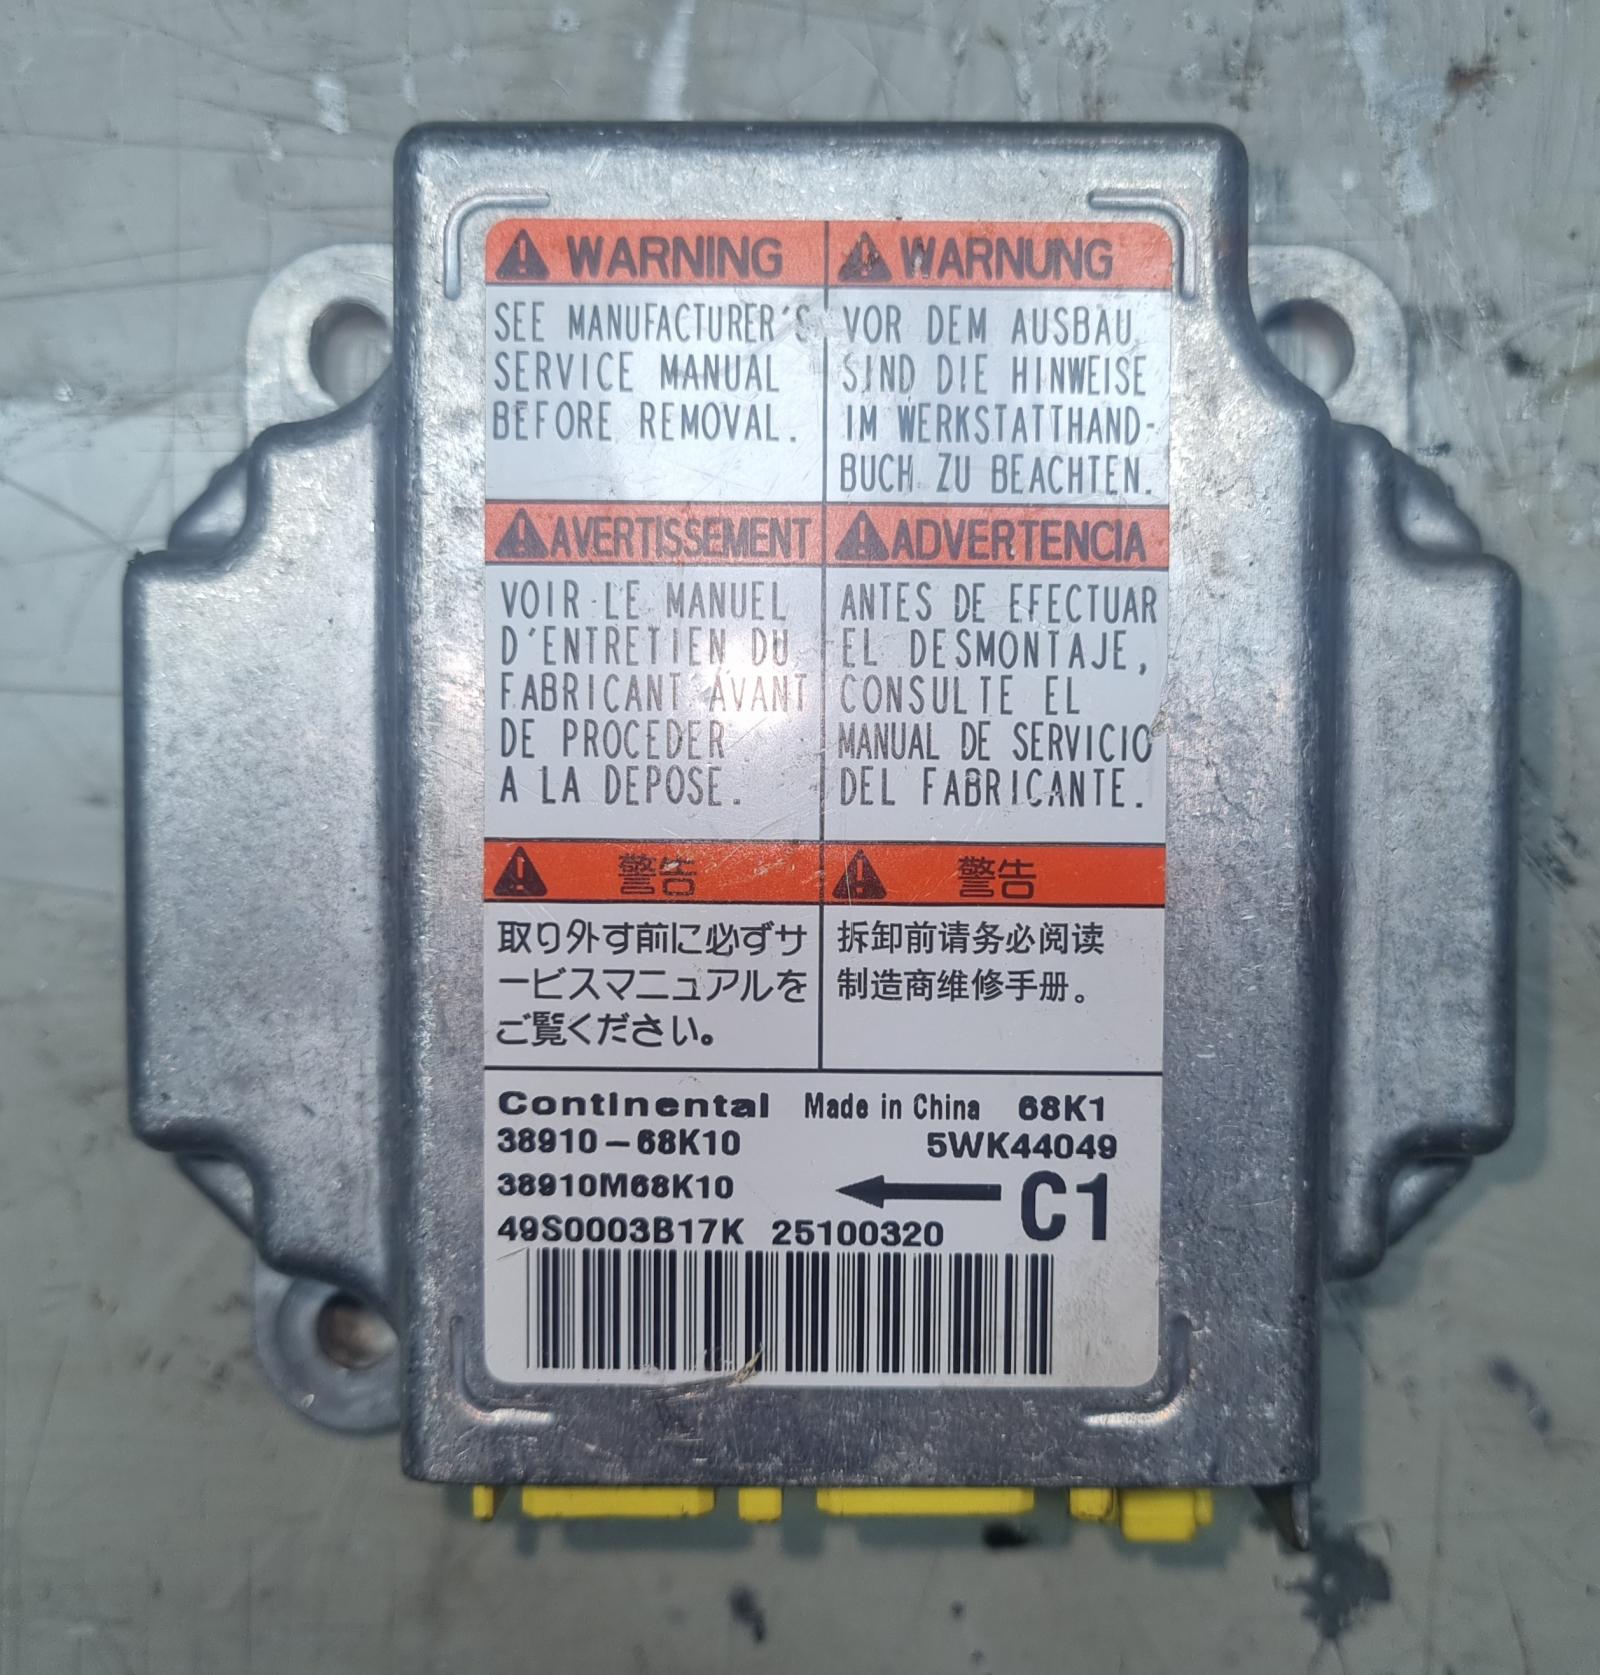 WARNING
SEE MANUFACTURER'S
SERVICE MANUAL
BEFORE REMOVAL.
WARNUNG
VOR DEM AUSBAU
SIND DIE HINWEISE
IM WERKSTATTHAND-
BUCH ZU BEACHTEN.
AVERTISSEMENT
VOIR LE MANUEL
D'ENTRETIEN DU
FABRICANT AVANT
DE PROCEDER
A LA DEPOSE.
ADVERTENCIA
ANTES DE EFECTUAR
EL DESMONTAJE,
CONSULTE EL
MANUAL DE SERVICIO
DEL FABRICANTE.
警告
取り外す前に必ずサ
ービスマニュアルを
ご覧ください。
警告
拆卸前请务必阅读
制造商维修手册。
Continental Made in China 68K1
38910-68K10 5WK44049
38910M68K10 C1
49S0003B17K 25100320